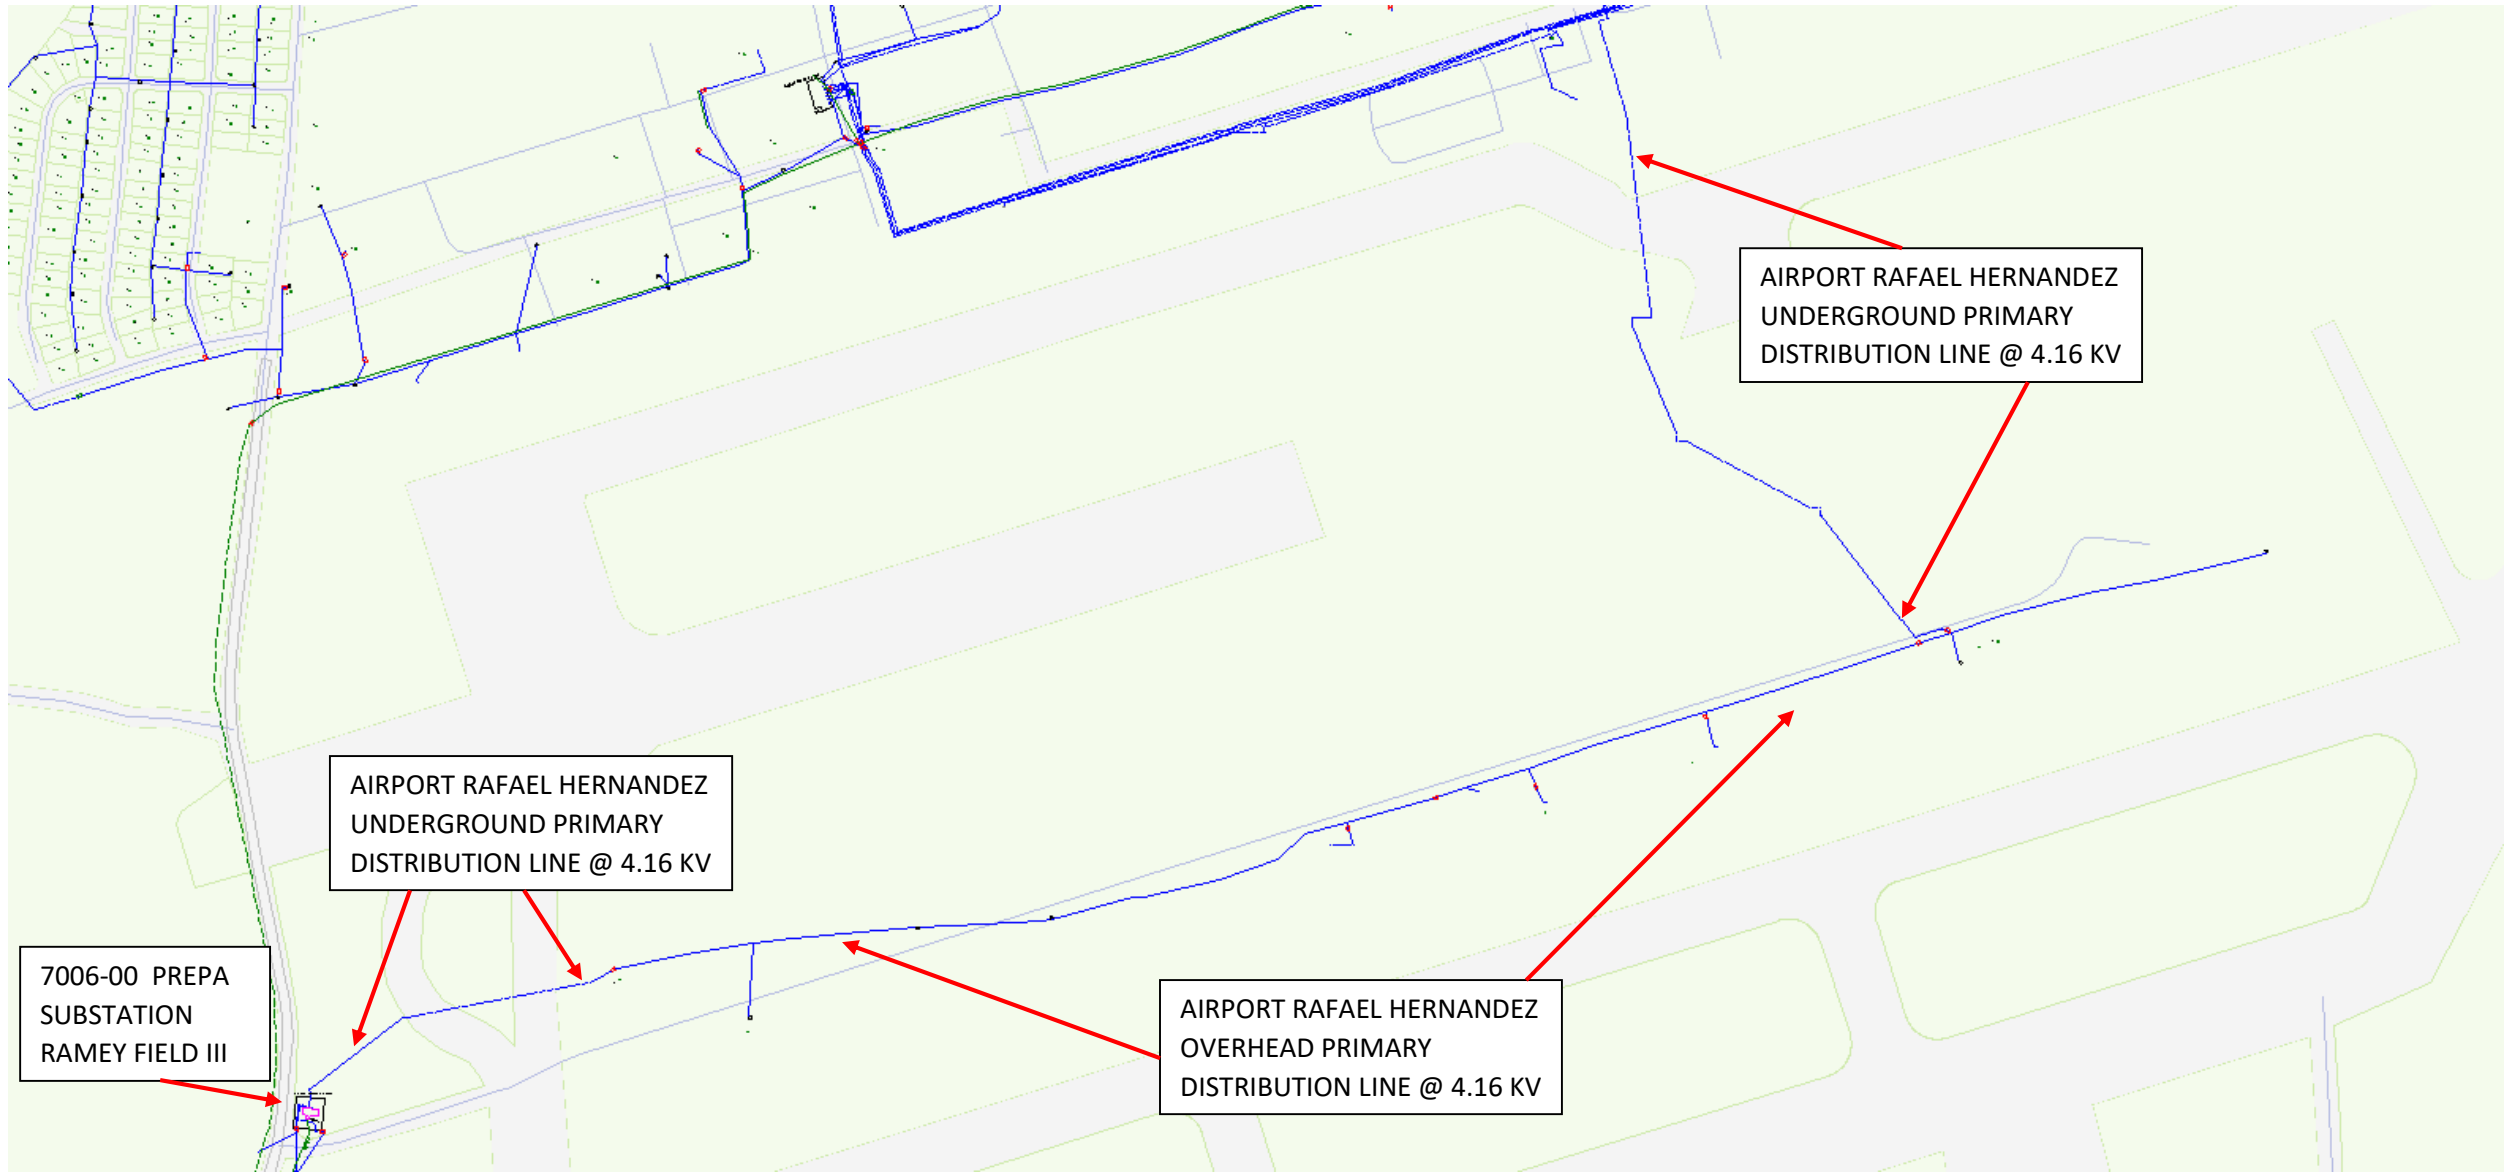 AIRPORT RAFAEL HERNANDEZ
UNDERGROUND PRIMARY
DISTRIBUTION LINE @ 4.16 KV
AIRPORT RAFAEL HERNANDEZ
UNDERGROUND PRIMARY
DISTRIBUTION LINE @ 4.16 KV
7006-00 PREPA
SUBSTATION
RAMEY FIELD III
AIRPORT RAFAEL HERNANDEZ
OVERHEAD PRIMARY
DISTRIBUTION LINE @ 4.16 KV